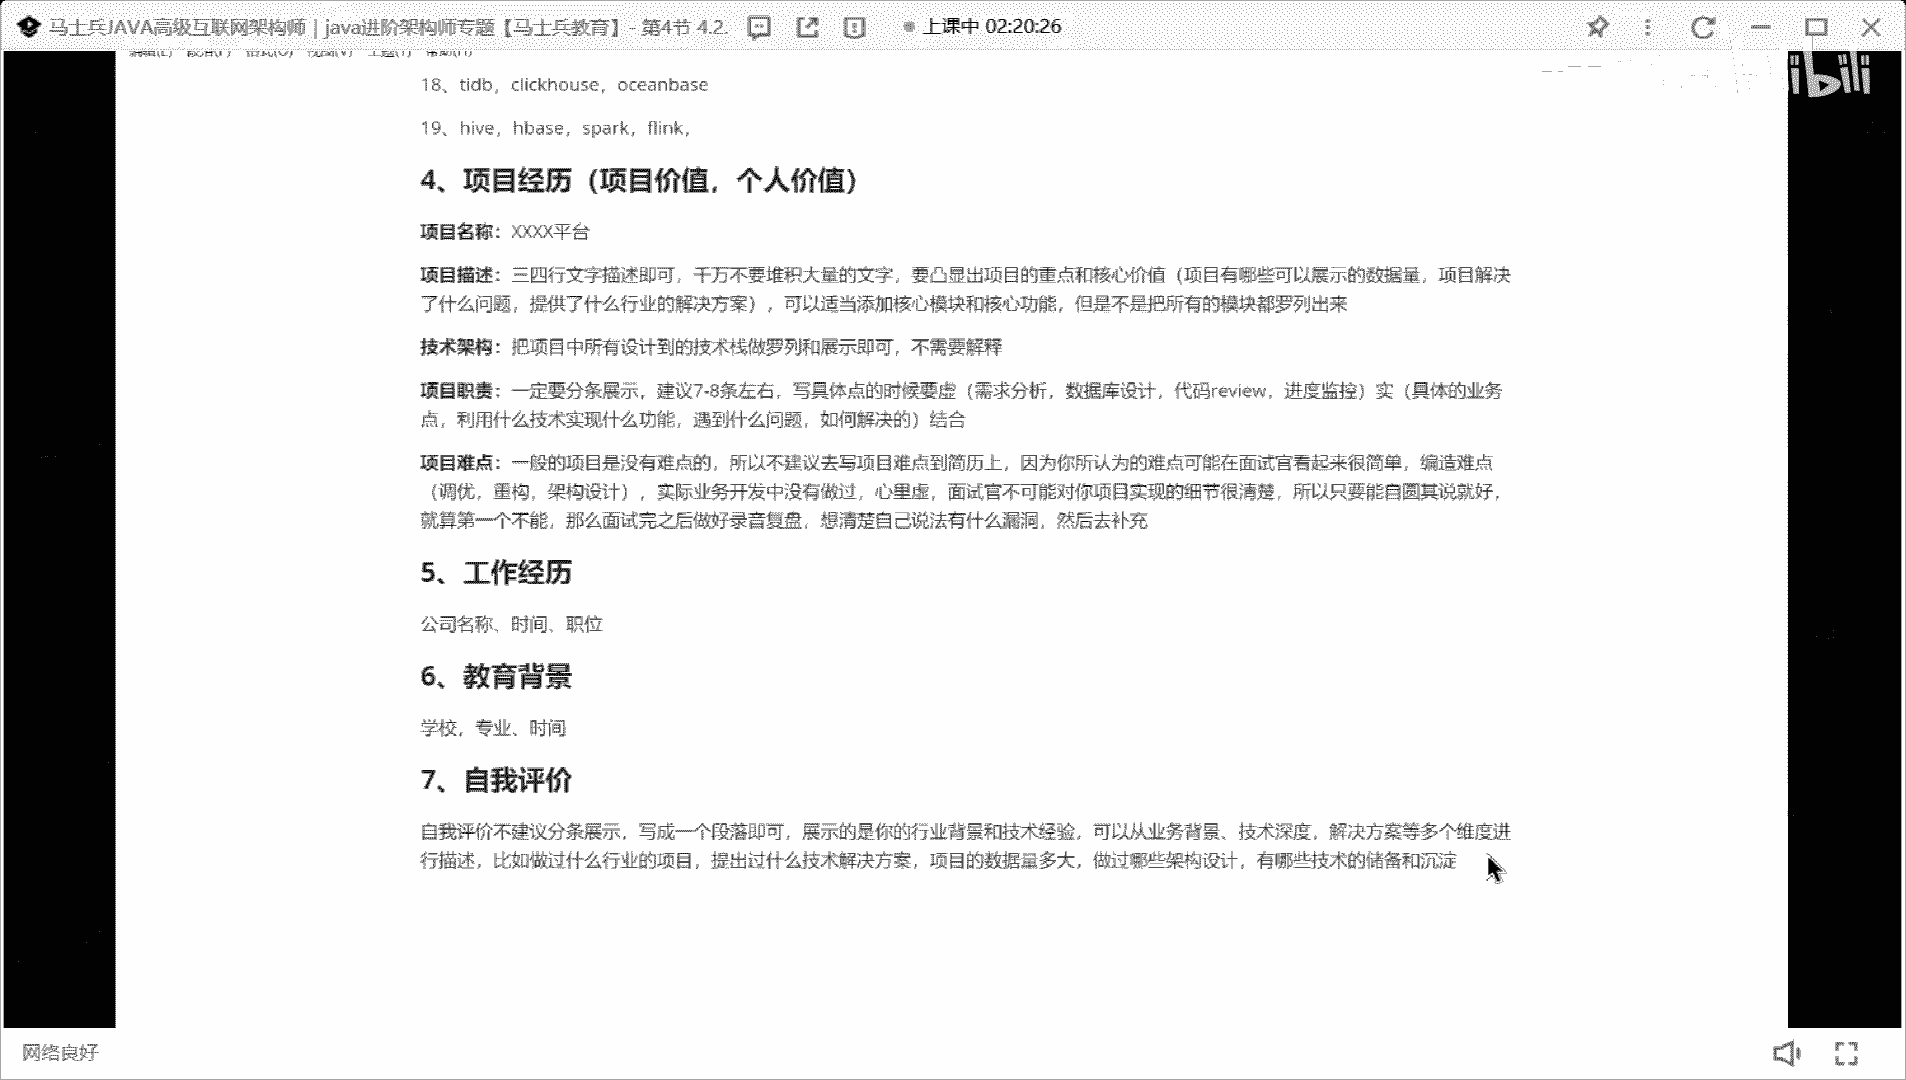 马士兵JAVA高级互联网架构师 | java进阶架构师专题【马士兵教育】 - 第4节 4.2.
上课中 02:20:26
编辑(E) 段落(P) 格式(O) 视图(V) 主题(T) 帮助(H)
ibili
18、tidb，clickhouse，oceanbase
19、hive，hbase，spark，flink，
4、项目经历（项目价值，个人价值）
项目名称：XXXX平台
项目描述：三四行文字描述即可，千万不要堆积大量的文字，要凸显出项目的重点和核心价值（项目有哪些可以展示的数据量，项目解决
了什么问题，提供了什么行业的解决方案），可以适当添加核心模块和核心功能，但是不是把所有的模块都罗列出来
技术架构：把项目中所有设计到的技术栈做罗列和展示即可，不需要解释
项目职责：一定要分条展示，建议7-8条左右，写具体点的时候要虚（需求分析，数据库设计，代码review，进度监控）实（具体的业务
点，利用什么技术实现什么功能，遇到什么问题，如何解决的）结合
项目难点：一般的项目是没有难点的，所以不建议去写项目难点到简历上，因为你所认为的难点可能在面试官看起来很简单，编造难点
（调优，重构，架构设计），实际业务开发中没有做过，心里虚，面试官不可能对你项目实现的细节很清楚，所以只要能自圆其说就好，
就算第一个不能，那么面试完之后做好录音复盘，想清楚自己说法有什么漏洞，然后去补充
5、工作经历
公司名称、时间、职位
6、教育背景
学校，专业、时间
7、自我评价
自我评价不建议分条展示，写成一个段落即可，展示的是你的行业背景和技术经验，可以从业务背景、技术深度，解决方案等多个维度进
行描述，比如做过什么行业的项目，提出过什么技术解决方案，项目的数据量多大，做过哪些架构设计，有哪些技术的储备和沉淀
网络良好